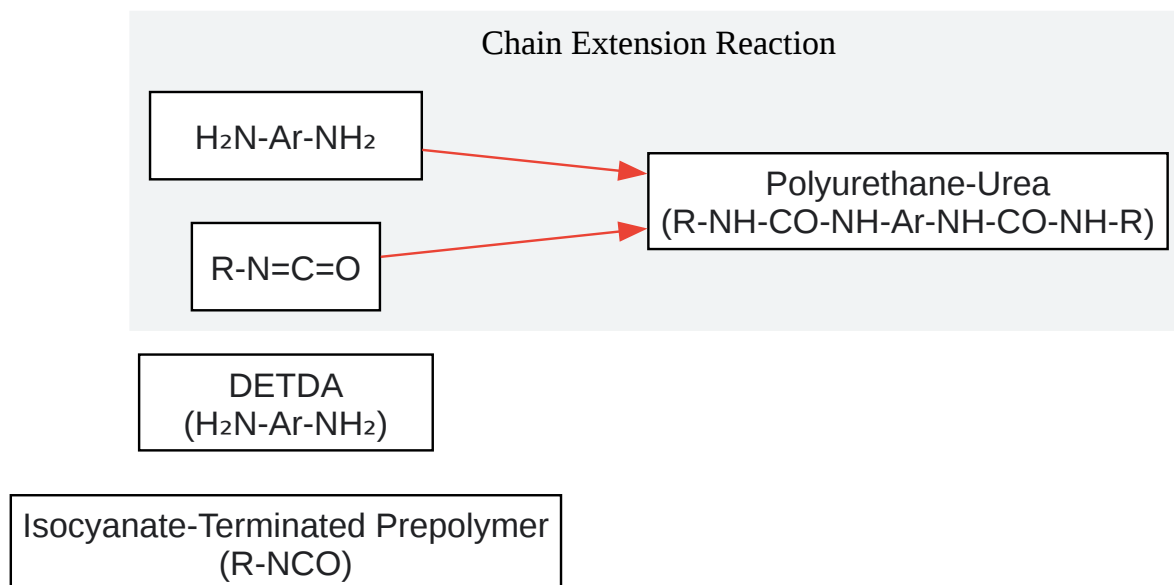 Chain Extension Reaction
H₂N-Ar-NH₂
R-N=C=O
Polyurethane-Urea
(R-NH-CO-NH-Ar-NH-CO-NH-R)
DETDA
(H₂N-Ar-NH₂)
Isocyanate-Terminated Prepolymer
(R-NCO)